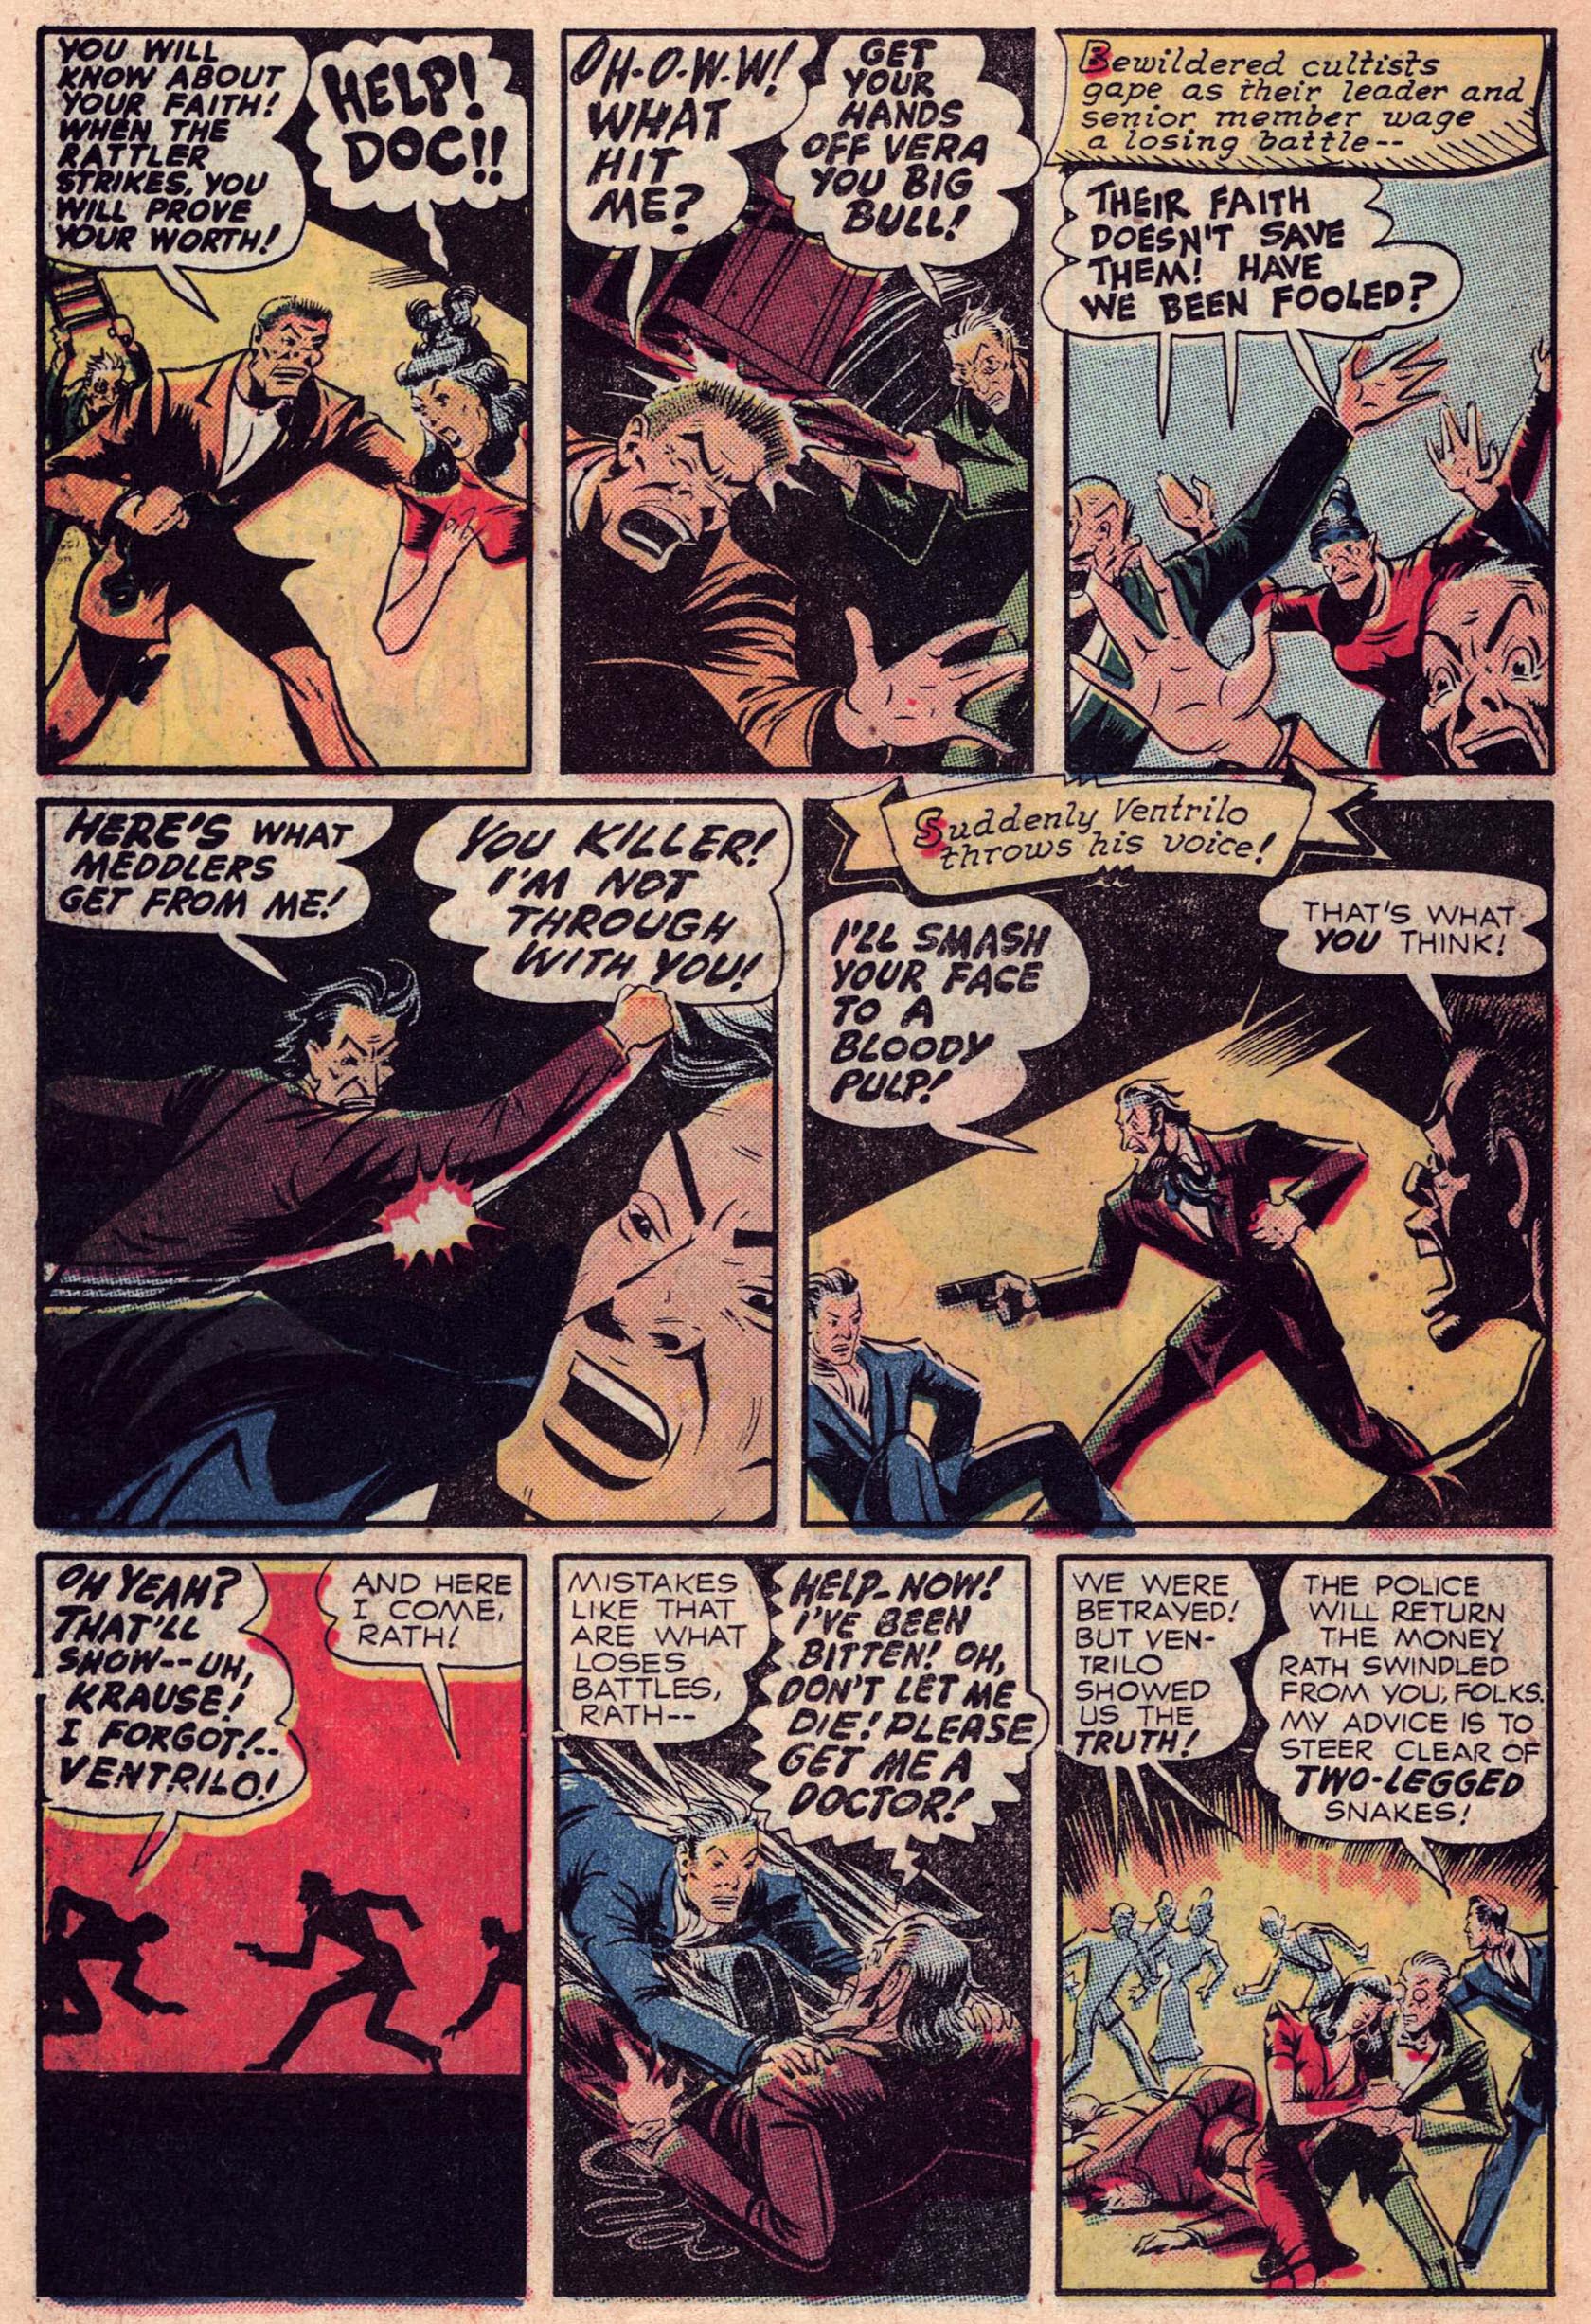 YOU WILL
KNOW ABOUT
YOUR FAITH!
WHEN THE
RATTLER
STRIKES, YOU
WILL PROVE
YOUR WORTH!
HELP!
DOC!!
OH-O-W-W!
WHAT
HIT
ME?
GET
YOUR
HANDS
OFF VERA
YOU BIG
BULL!
Bewildered cultists
gape as their leader and
senior member wage
a losing battle--
THEIR FAITH
DOESN'T SAVE
THEM! HAVE
WE BEEN FOOLED?
HERE'S WHAT
MEDDLERS
GET FROM ME!
YOU KILLER!
I'M NOT
THROUGH
WITH YOU!
Suddenly Ventrilo
throws his voice!
I'LL SMASH
YOUR FACE
TO A
BLOODY
PULP!
THAT'S WHAT
YOU THINK!
OH YEAH?
THAT'LL
SHOW--UH,
KRAUSE!
I FORGOT!..
VENTRILO!
AND HERE
I COME,
RATH!
MISTAKES
LIKE THAT
ARE WHAT
LOSES
BATTLES,
RATH--
HELP-NOW!
I'VE BEEN
BITTEN! OH,
DON'T LET ME
DIE! PLEASE
GET ME A
DOCTOR!
WE WERE
BETRAYED!
BUT VEN-
TRILO
SHOWED
US THE
TRUTH!
THE POLICE
WILL RETURN
THE MONEY
RATH SWINDLED
FROM YOU, FOLKS.
MY ADVICE IS TO
STEER CLEAR OF
TWO-LEGGED
SNAKES!